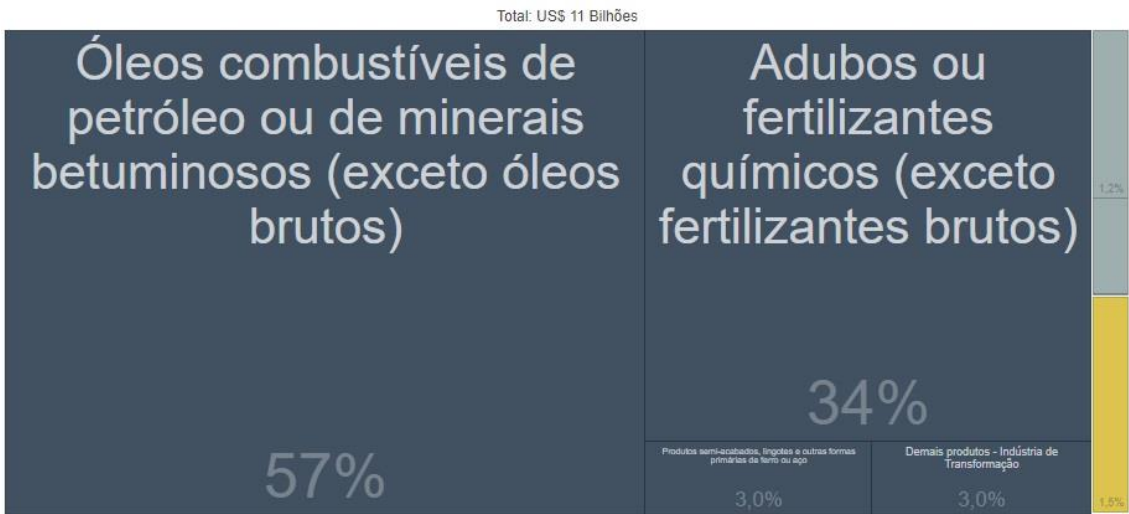 Total: US$ 11 Bilhões
Óleos combustíveis de
petróleo ou de minerais
betuminosos (exceto óleos
brutos)
57%
Adubos ou
fertilizantes
químicos (exceto
fertilizantes brutos)
34%
Produtos semi-acabados, lingotes e outras formas
primárias de ferro ou aço
3,0%
Demais produtos - Indústria de
Transformação
3,0%
1,2%
1,5%